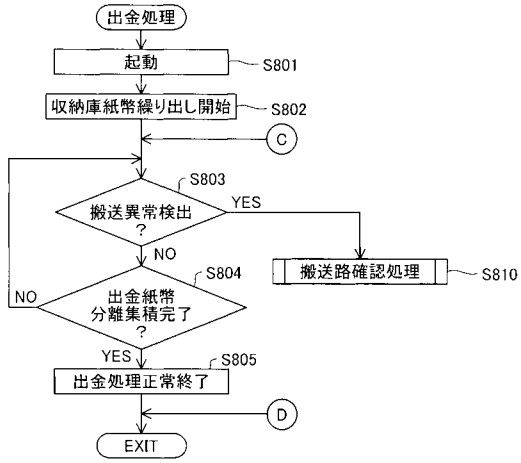 出金処理
起動
S801
収納庫紙幣繰り出し開始
S802
C
S803
搬送異常検出
?
YES
NO
搬送路確認処理
S810
S804
出金紙幣
分離集積完了
?
NO
YES
S805
出金処理正常終了
D
EXIT